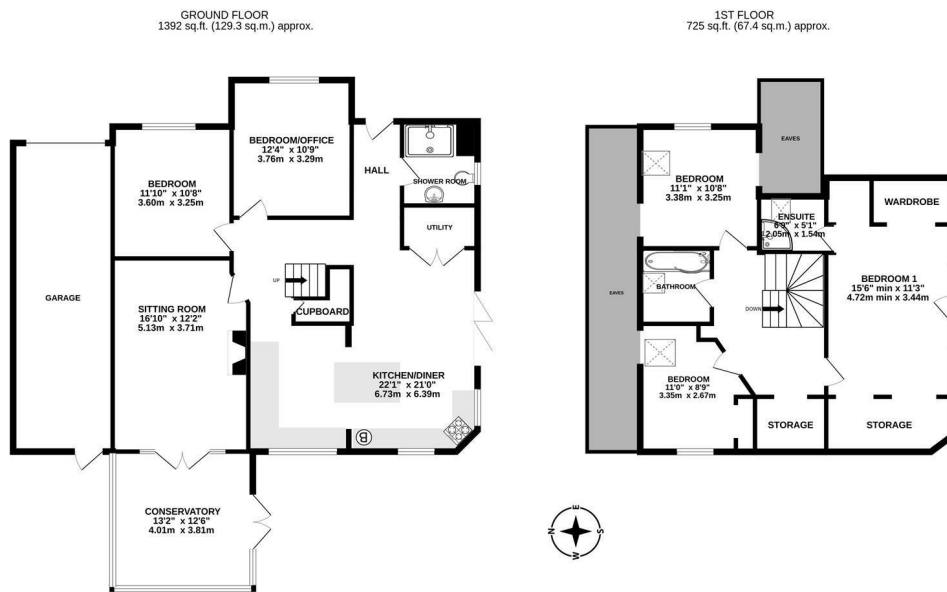 GROUND FLOOR
1392 sq.ft. (129.3 sq.m.) approx.
BEDROOM/OFFICE
12'4" x 10'9"
3.76m x 3.29m
HALL
SHOWER ROOM
BEDROOM
11'10" x 10'8"
3.60m x 3.25m
UTILITY
UP
CUPBOARD
GARAGE
SITTING ROOM
16'10" x 12'2"
5.13m x 3.71m
KITCHEN/DINER
22'1" x 21'0"
6.73m x 6.39m
B
CONSERVATORY
13'2" x 12'6"
4.01m x 3.81m
1ST FLOOR
725 sq.ft. (67.4 sq.m.) approx.
EAVES
BEDROOM
11'1" x 10'8"
3.38m x 3.25m
ENSUITE
6'9" x 5'1"
2.05m x 1.54m
WARDROBE
EAVES
BATHROOM
DOWN
BEDROOM 1
15'6" min x 11'3"
4.72m min x 3.44m
BEDROOM
11'0" x 8'9"
3.35m x 2.67m
STORAGE
STORAGE
N
E
S
W